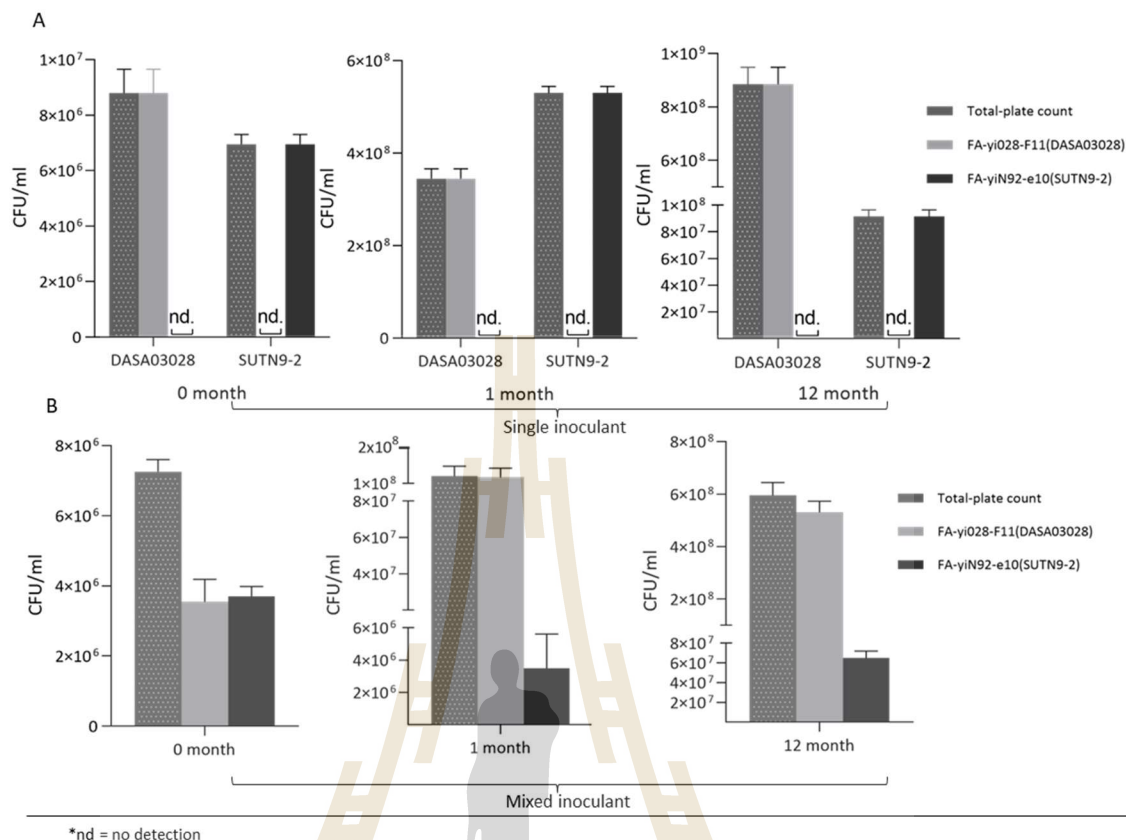 A
1×10⁷
8×10⁶
6×10⁶
4×10⁶
2×10⁶
0
CFU/ml
nd.
nd.
DASA03028
SUTN9-2
0 month
6×10⁸
4×10⁸
2×10⁸
0
CFU/ml
nd.
nd.
DASA03028
SUTN9-2
1 month
1×10⁹
8×10⁸
6×10⁸
1×10⁸
8×10⁷
6×10⁷
4×10⁷
2×10⁷
CFU/ml
nd.
nd.
DASA03028
SUTN9-2
12 month
Total-plate count
FA-yi028-F11(DASA03028)
FA-yiN92-e10(SUTN9-2)
Single inoculant
B
8×10⁶
6×10⁶
4×10⁶
2×10⁶
0
CFU/ml
0 month
2×10⁸
1×10⁸
8×10⁷
4×10⁷
6×10⁶
4×10⁶
2×10⁶
CFU/ml
1 month
8×10⁸
6×10⁸
4×10⁸
2×10⁸
8×10⁷
6×10⁷
4×10⁷
2×10⁷
CFU/ml
12 month
Total-plate count
FA-yi028-F11(DASA03028)
FA-yiN92-e10(SUTN9-2)
Mixed inoculant
*nd = no detection